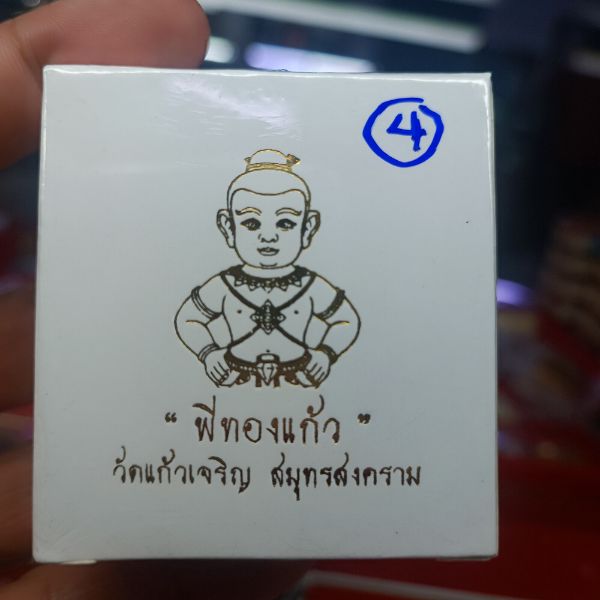 4
" พี่ทองแก้ว "
วัดแก้วเจริญ สมุทรสงคราม